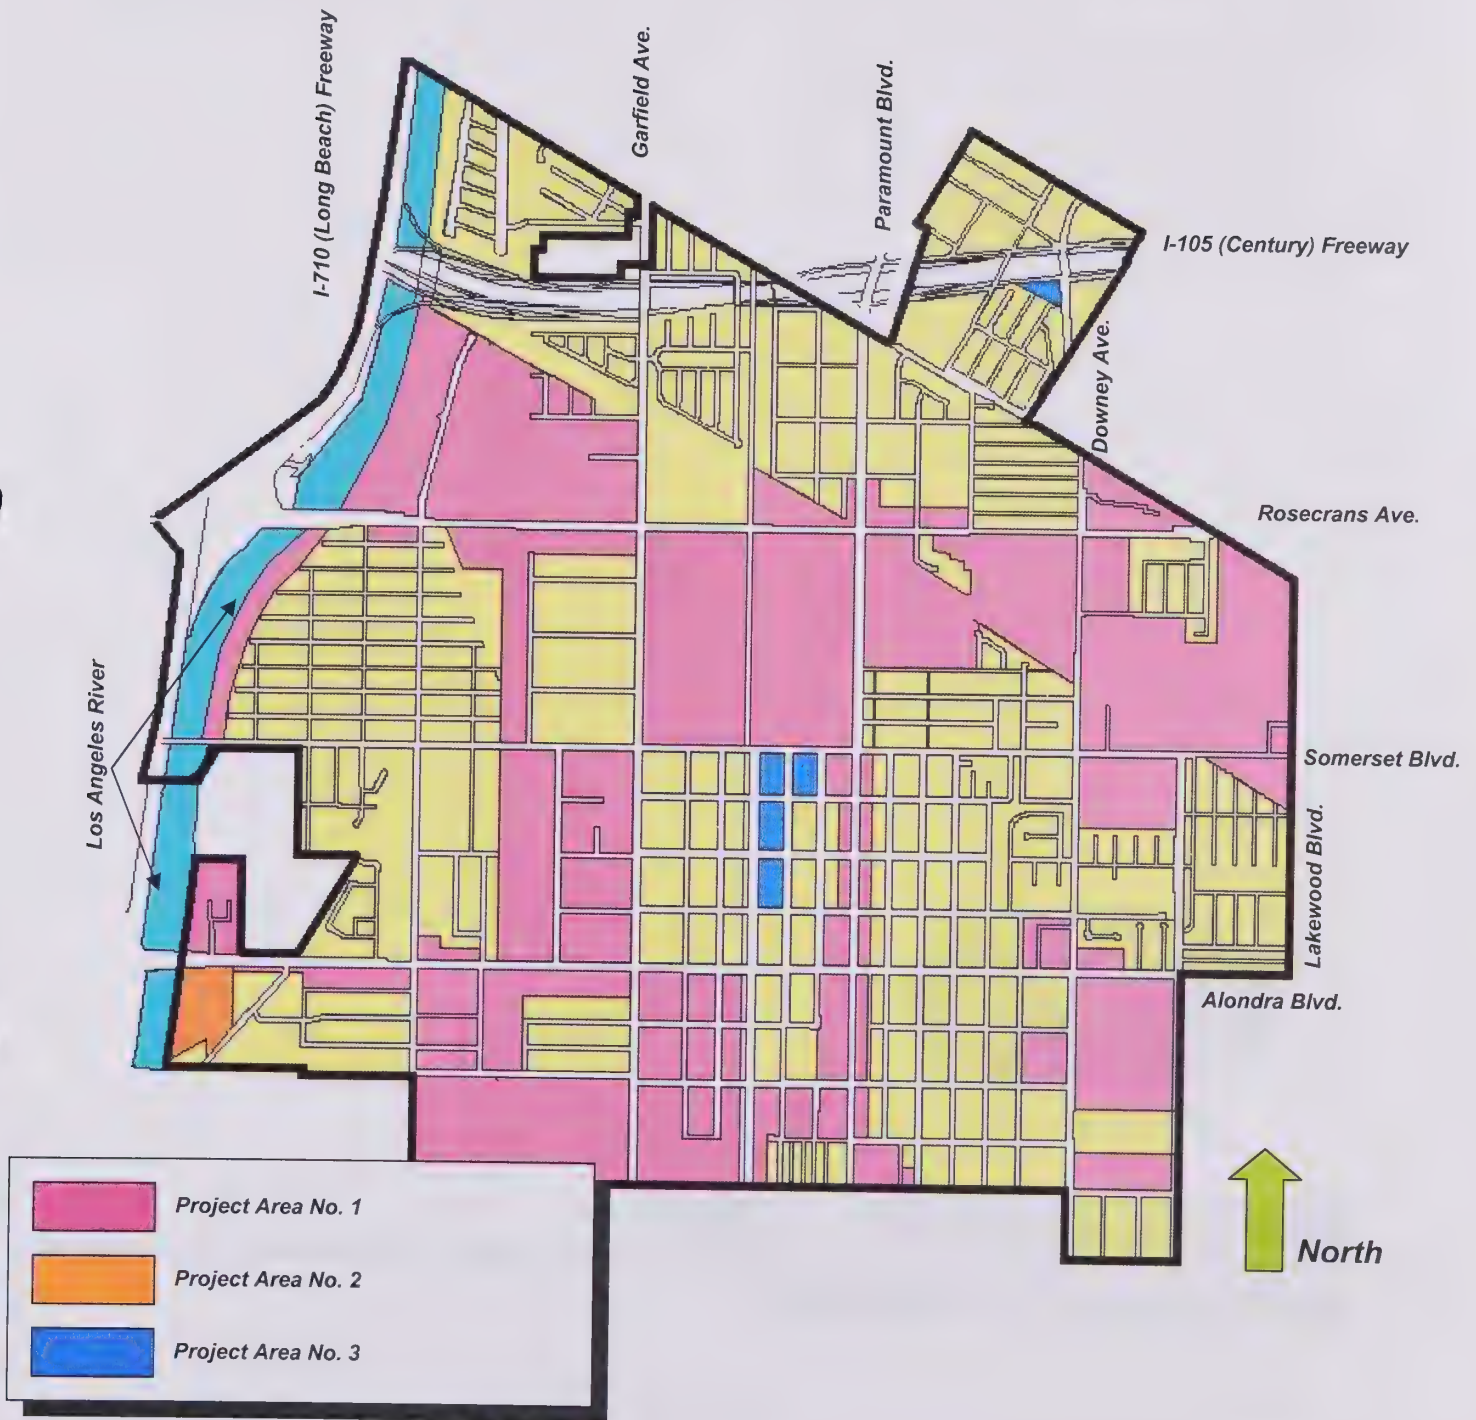 I-710 (Long Beach) Freeway
Garfield Ave.
Paramount Blvd.
I-105 (Century) Freeway
Downey Ave.
Rosecrans Ave.
Los Angeles River
Somerset Blvd.
Lakewood Blvd.
Alondra Blvd.
Project Area No. 1
Project Area No. 2
Project Area No. 3
North